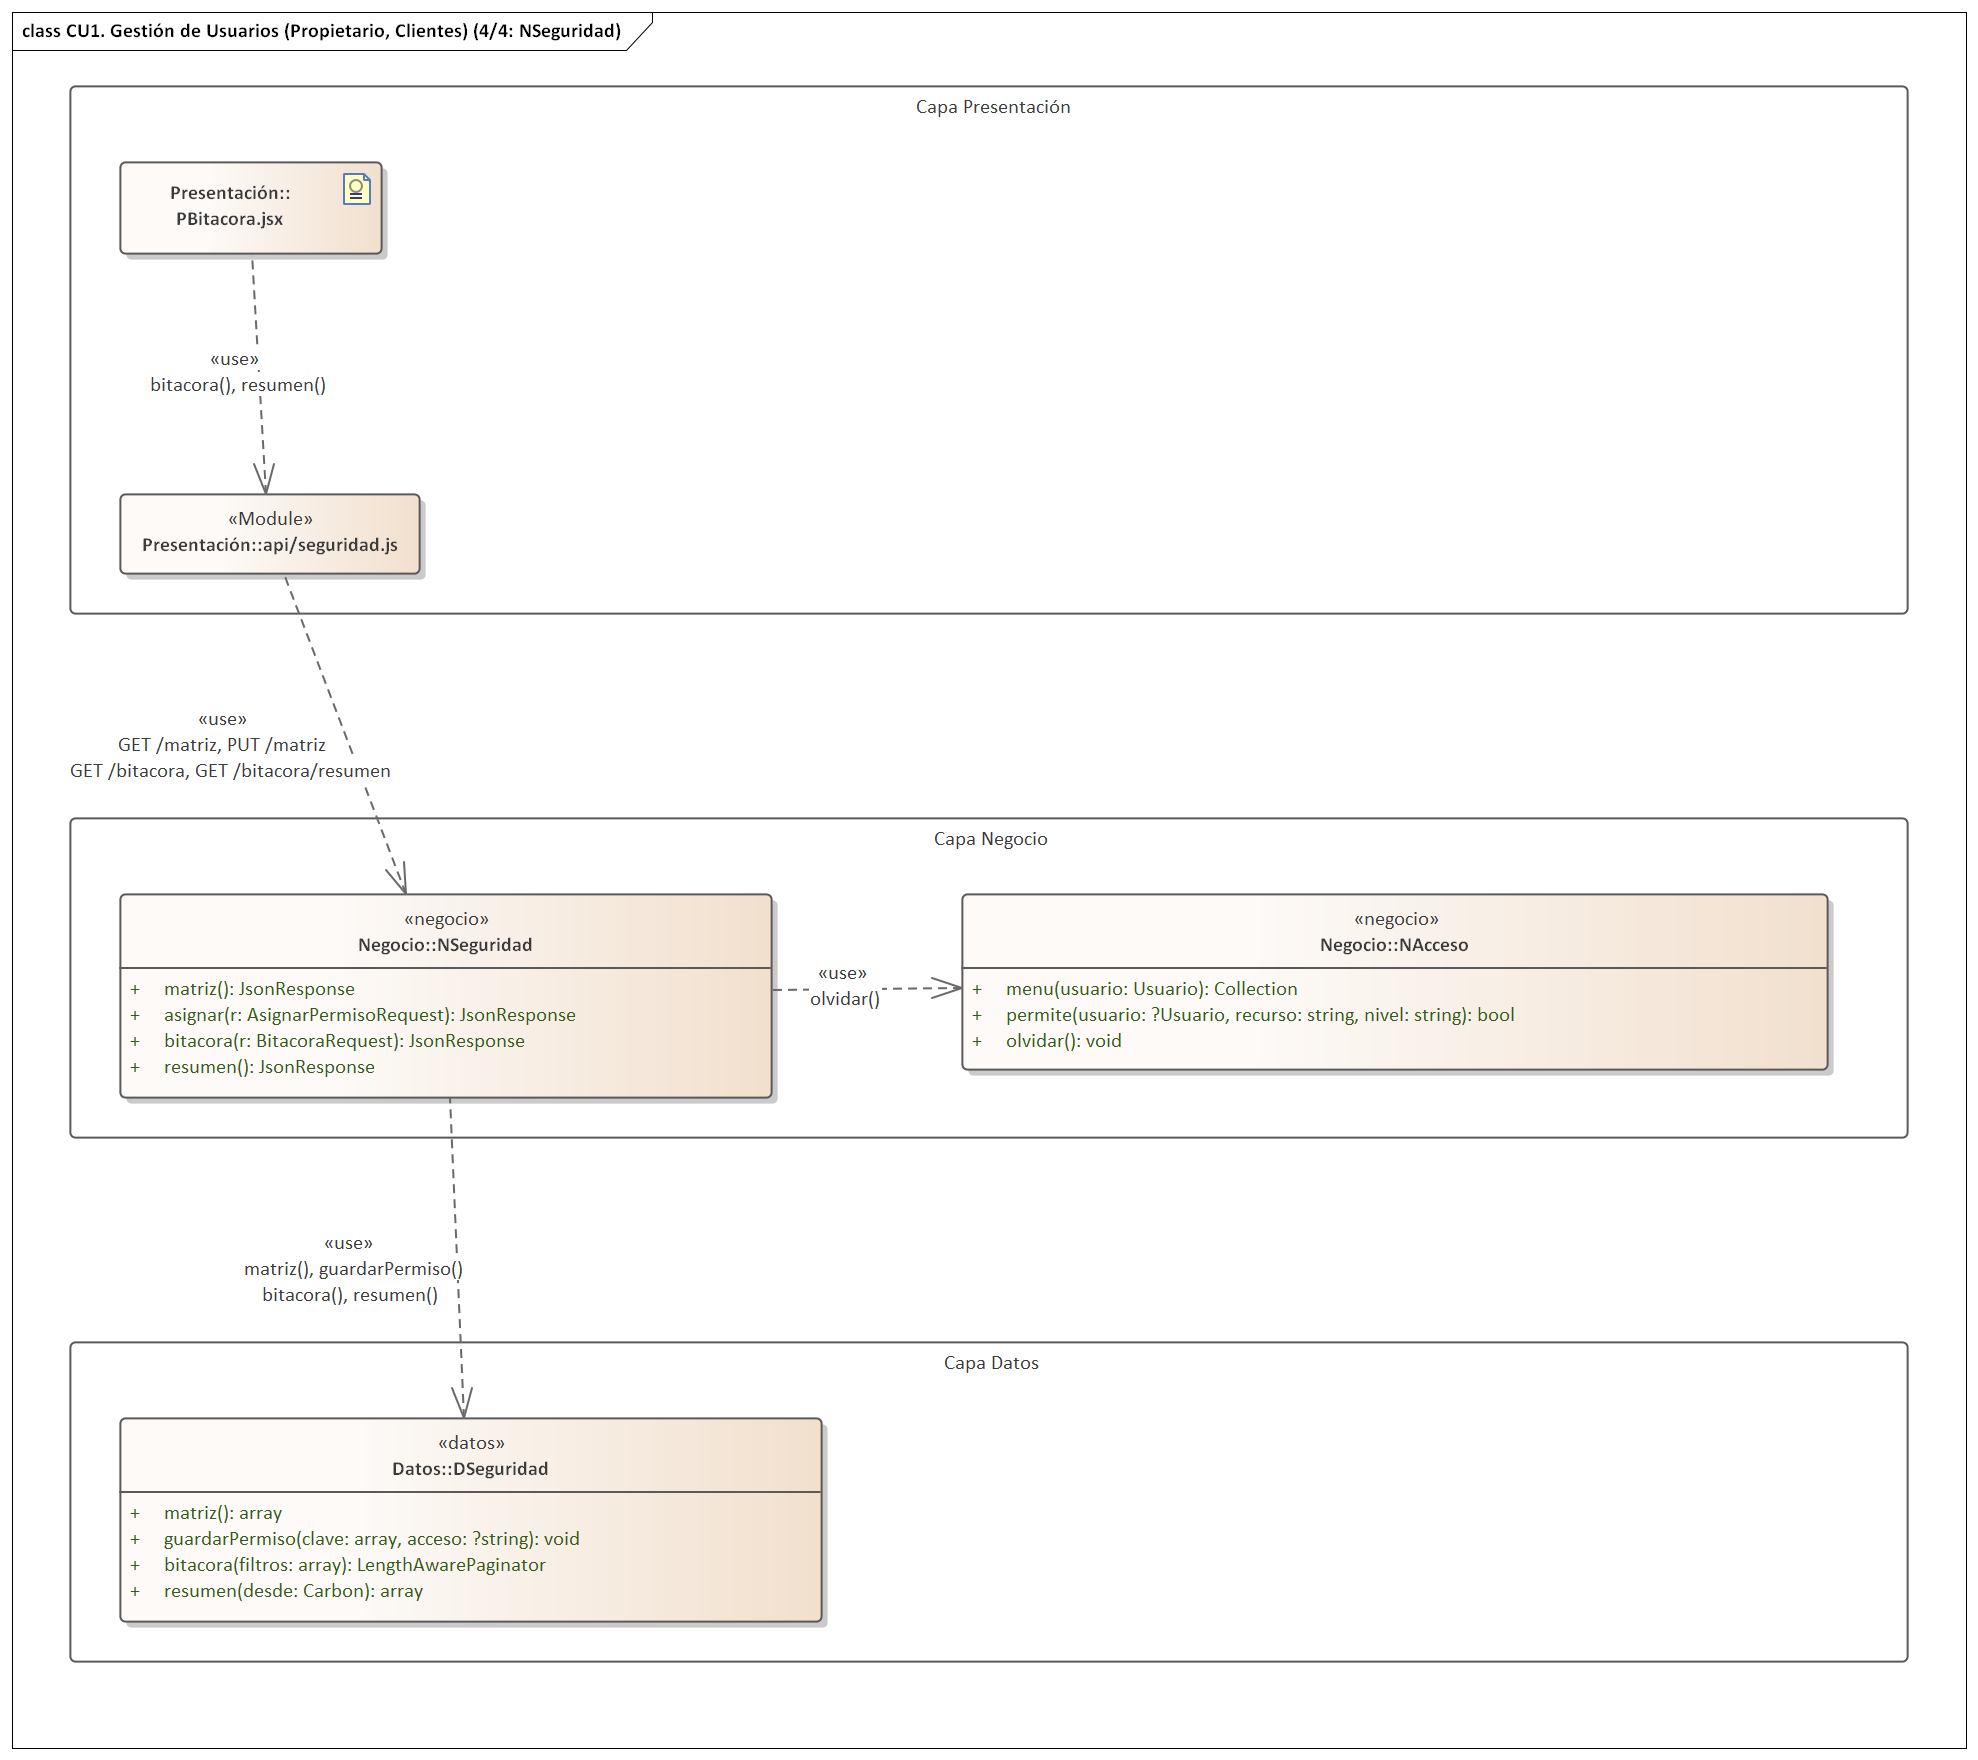 class CU1. Gestión de Usuarios (Propietario, Clientes) (4/4: NSeguridad)
Capa Presentación
Presentación::
PBitacora.jsx
«use»
bitacora(), resumen()
«Module»
Presentación::api/seguridad.js
«use»
GET /matriz, PUT /matriz
GET /bitacora, GET /bitacora/resumen
Capa Negocio
«negocio»
Negocio::NSeguridad
+ matriz(): JsonResponse
+ asignar(r: AsignarPermisoRequest): JsonResponse
+ bitacora(r: BitacoraRequest): JsonResponse
+ resumen(): JsonResponse
«use»
olvidar()
«negocio»
Negocio::NAcceso
+ menu(usuario: Usuario): Collection
+ permite(usuario: ?Usuario, recurso: string, nivel: string): bool
+ olvidar(): void
«use»
matriz(), guardarPermiso()
bitacora(), resumen()
Capa Datos
«datos»
Datos::DSeguridad
+ matriz(): array
+ guardarPermiso(clave: array, acceso: ?string): void
+ bitacora(filtros: array): LengthAwarePaginator
+ resumen(desde: Carbon): array